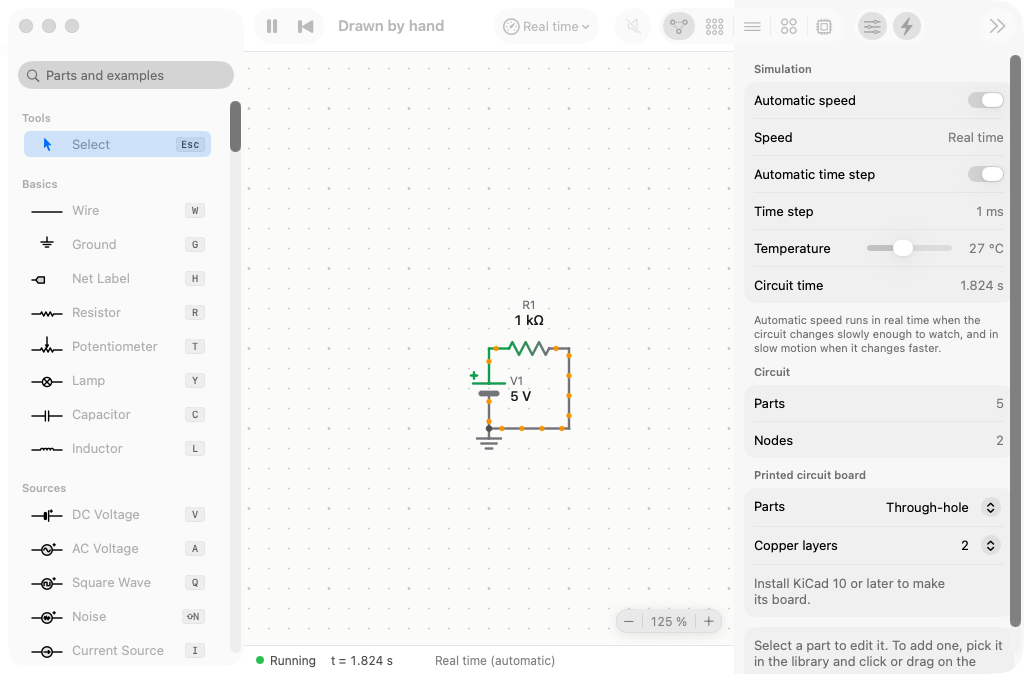 Drawn by hand
Real time
Parts and examples
Tools
Select Esc
Basics
Wire W
Ground G
Net Label H
Resistor R
Potentiometer T
Lamp Y
Capacitor C
Inductor L
Sources
DC Voltage V
AC Voltage A
Square Wave Q
Noise ⇧N
Current Source I
R1
1 kΩ
V1
5 V
− 125 % +
Running t = 1.824 s Real time (automatic)
Simulation
Automatic speed
Speed Real time
Automatic time step
Time step 1 ms
Temperature 27 °C
Circuit time 1.824 s
Automatic speed runs in real time when the
circuit changes slowly enough to watch, and in
slow motion when it changes faster.
Circuit
Parts 5
Nodes 2
Printed circuit board
Parts Through-hole
Copper layers 2
Install KiCad 10 or later to make
its board.
Select a part to edit it. To add one, pick it
in the library and click or drag on the